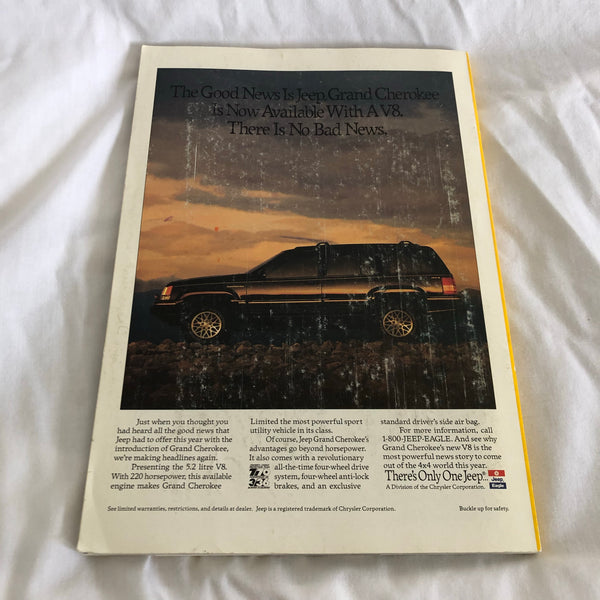 The Good News Is Jeep Grand Cherokee
Is Now Available With A V8.
There Is No Bad News.
Just when you thought you
had heard all the good news that
Jeep had to offer this year with the
introduction of Grand Cherokee,
we're making headlines again.
Presenting the 5.2 litre V8.
With 220 horsepower, this available
engine makes Grand Cherokee
Limited the most powerful sport
utility vehicle in its class.
Of course, Jeep Grand Cherokee's
advantages go beyond horsepower.
It also comes with a revolutionary
all-the-time four-wheel drive
system, four-wheel anti-lock
brakes, and an exclusive
standard driver's side air bag.
For more information, call
1-800-JEEP-EAGLE. And see why
Grand Cherokee's new V8 is the
most powerful news story to come
out of the 4x4 world this year.
There's Only One Jeep®...
A Division of the Chrysler Corporation.
Jeep
Eagle
See limited warranties, restrictions, and details at dealer. Jeep is a registered trademark of Chrysler Corporation.
Buckle up for safety.